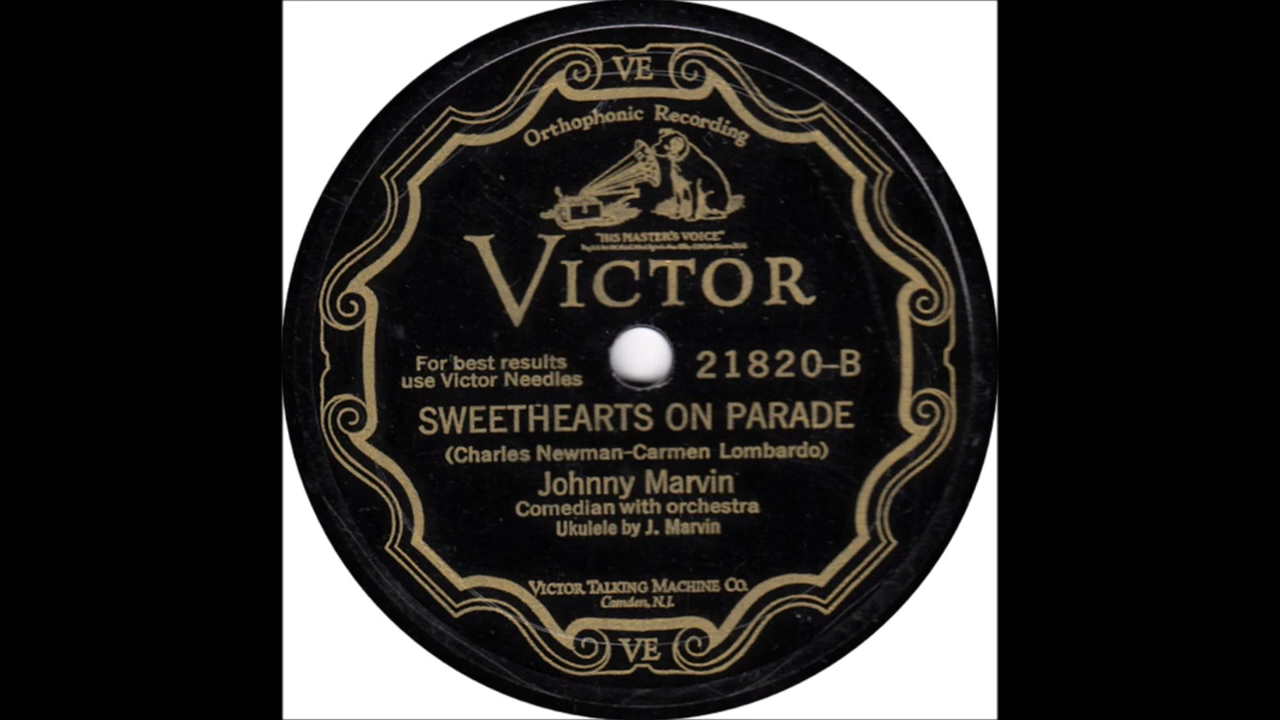 VE
Orthophonic Recording
"HIS MASTER'S VOICE"
VICTOR
For best results
use Victor Needles
21820-B
SWEETHEARTS ON PARADE
(Charles Newman-Carmen Lombardo)
Johnny Marvin
Comedian with orchestra
Ukulele by J. Marvin
VICTOR TALKING MACHINE CO.
Camden, N.J.
VE